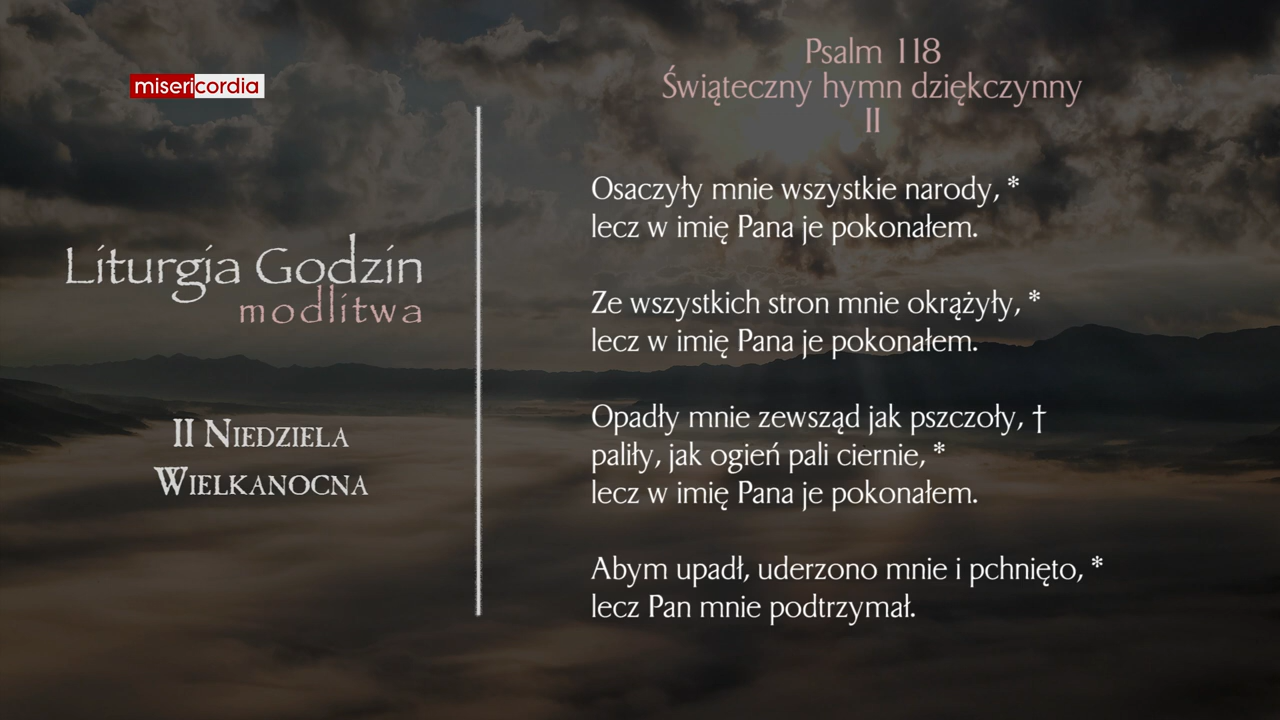 misericordia
Liturgia Godzin
modlitwa
II Niedziela
Wielkanocna
Psalm 118
Świąteczny hymn dziękczynny
II
Osaczyły mnie wszystkie narody, *
lecz w imię Pana je pokonałem.
Ze wszystkich stron mnie okrążyły, *
lecz w imię Pana je pokonałem.
Opadły mnie zewsząd jak pszczoły, †
paliły, jak ogień pali ciernie, *
lecz w imię Pana je pokonałem.
Abym upadł, uderzono mnie i pchnięto, *
lecz Pan mnie podtrzymał.